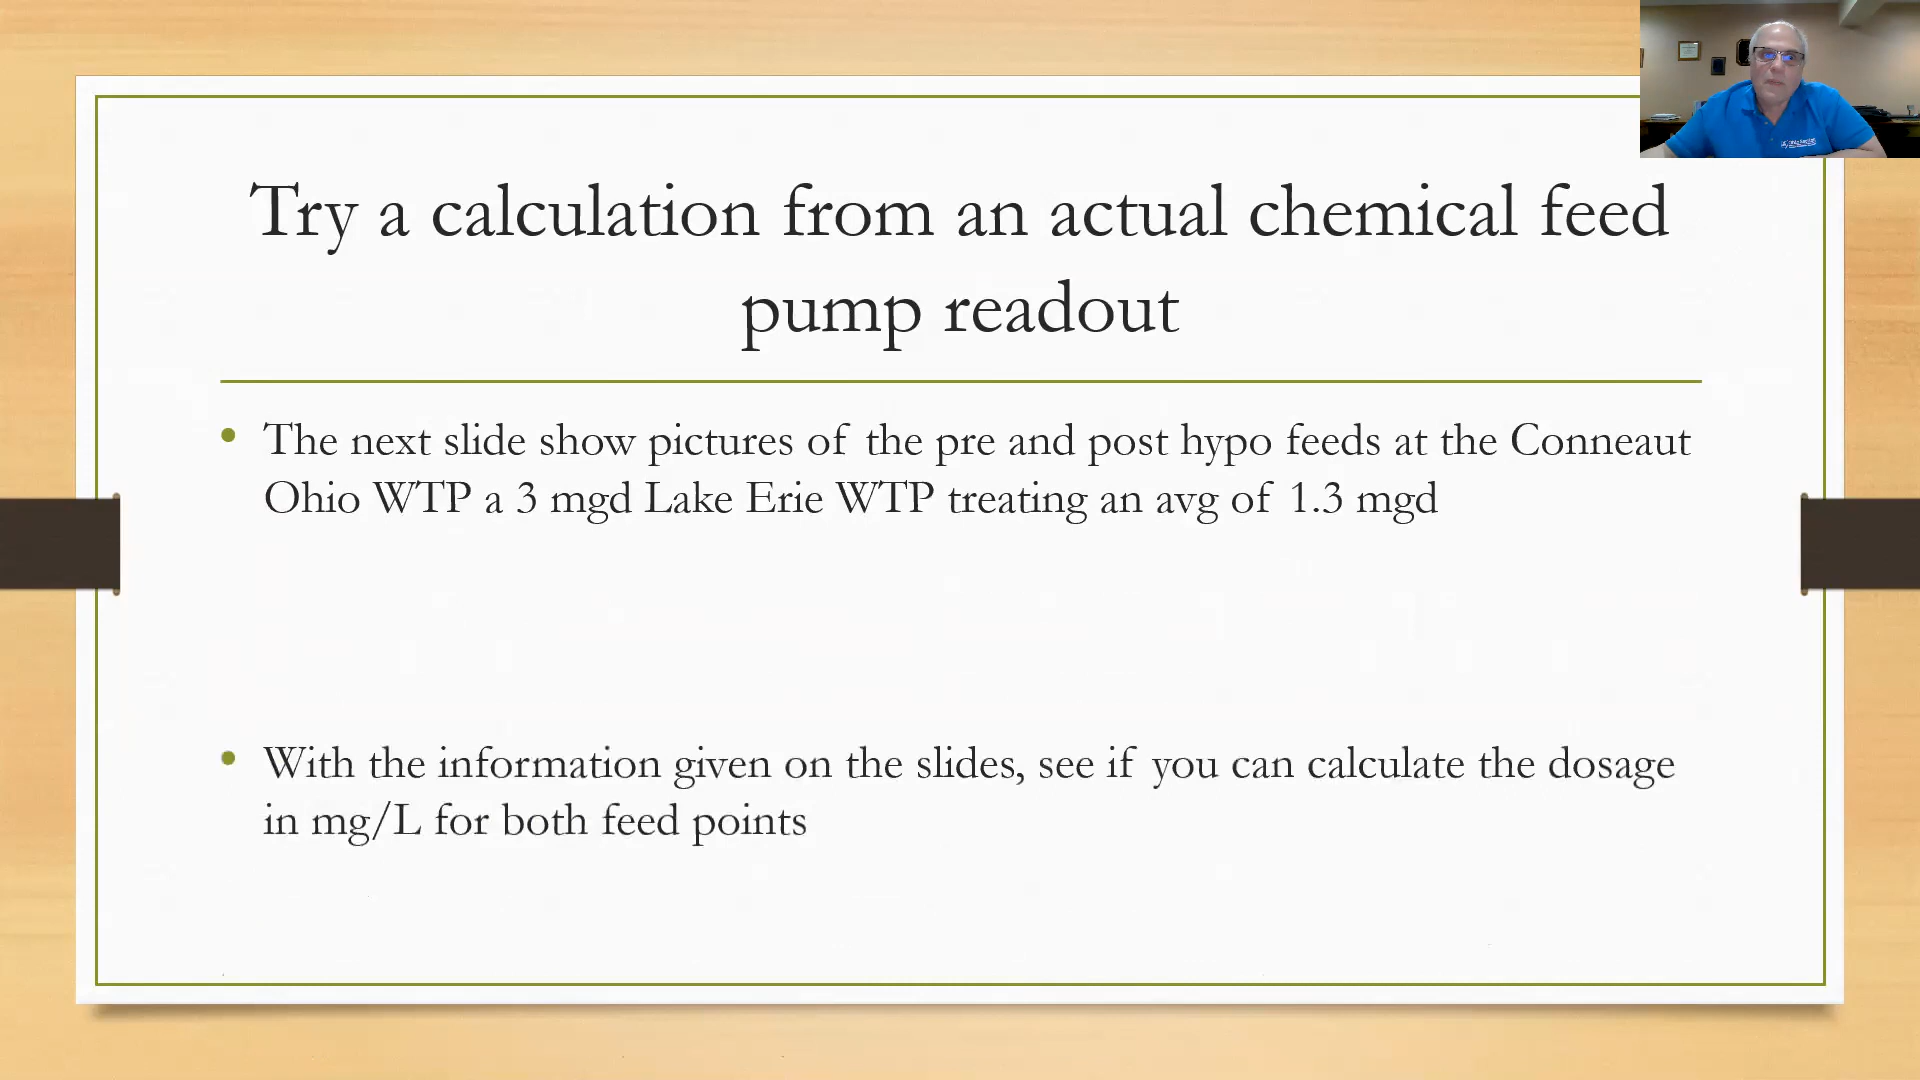 Try a calculation from an actual chemical feed
pump readout
The next slide show pictures of the pre and post hypo feeds at the Conneaut
Ohio WTP a 3 mgd Lake Erie WTP treating an avg of 1.3 mgd
With the information given on the slides, see if you can calculate the dosage
in mg/L for both feed points